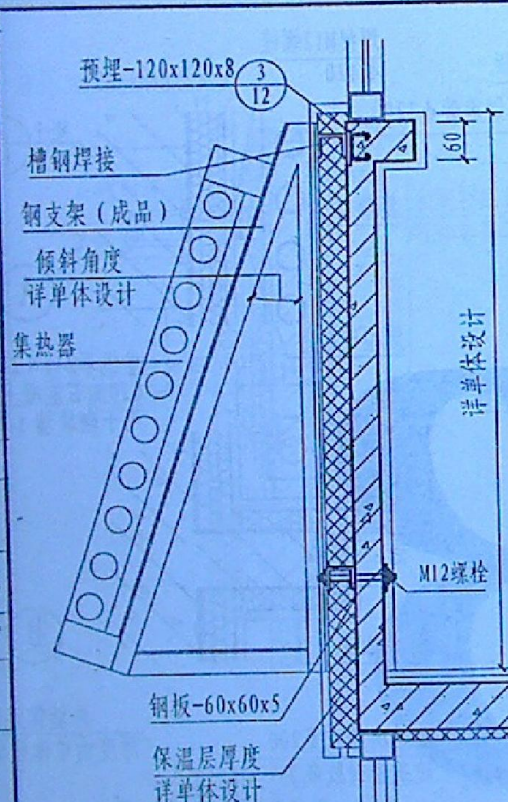 预埋-120x120x8
3
12
槽钢焊接
钢支架(成品)
倾斜角度
详单体设计
集热器
60
详单体设计
M12螺栓
钢板-60x60x5
保温层厚度
详单体设计